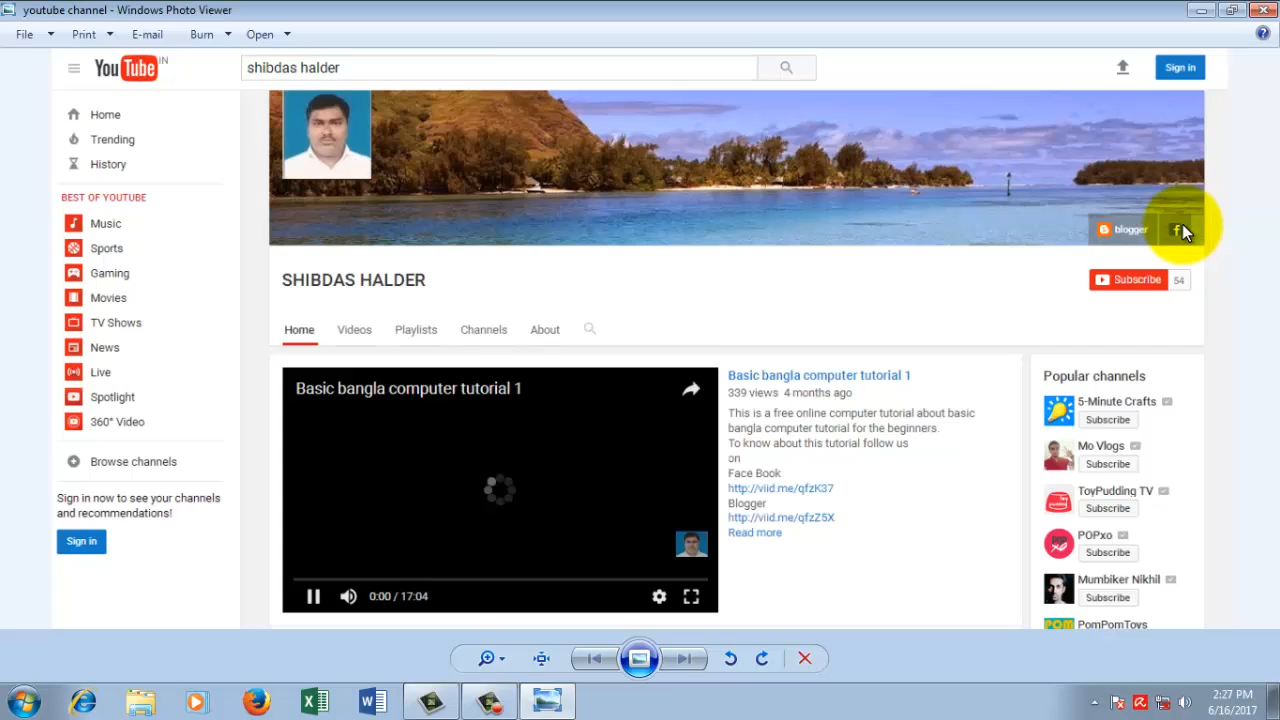 youtube channel - Windows Photo Viewer
File Print E-mail Burn Open
YouTube IN
shibdas halder
Sign in
Home
Trending
History
BEST OF YOUTUBE
Music
Sports
Gaming
Movies
TV Shows
News
Live
Spotlight
360° Video
Browse channels
Sign in now to see your channels
and recommendations!
Sign in
blogger
SHIBDAS HALDER
Subscribe 54
Home Videos Playlists Channels About
Basic bangla computer tutorial 1
0:00 / 17:04
Basic bangla computer tutorial 1
339 views 4 months ago
This is a free online computer tutorial about basic
bangla computer tutorial for the beginners.
To know about this tutorial follow us
on
Face Book
http://viid.me/qfzK37
Blogger
http://viid.me/qfzZ5X
Read more
Popular channels
5-Minute Crafts
Subscribe
Mo Vlogs
Subscribe
ToyPudding TV
Subscribe
POPxo
Subscribe
Mumbiker Nikhil
Subscribe
PomPomToys
2:27 PM
6/16/2017